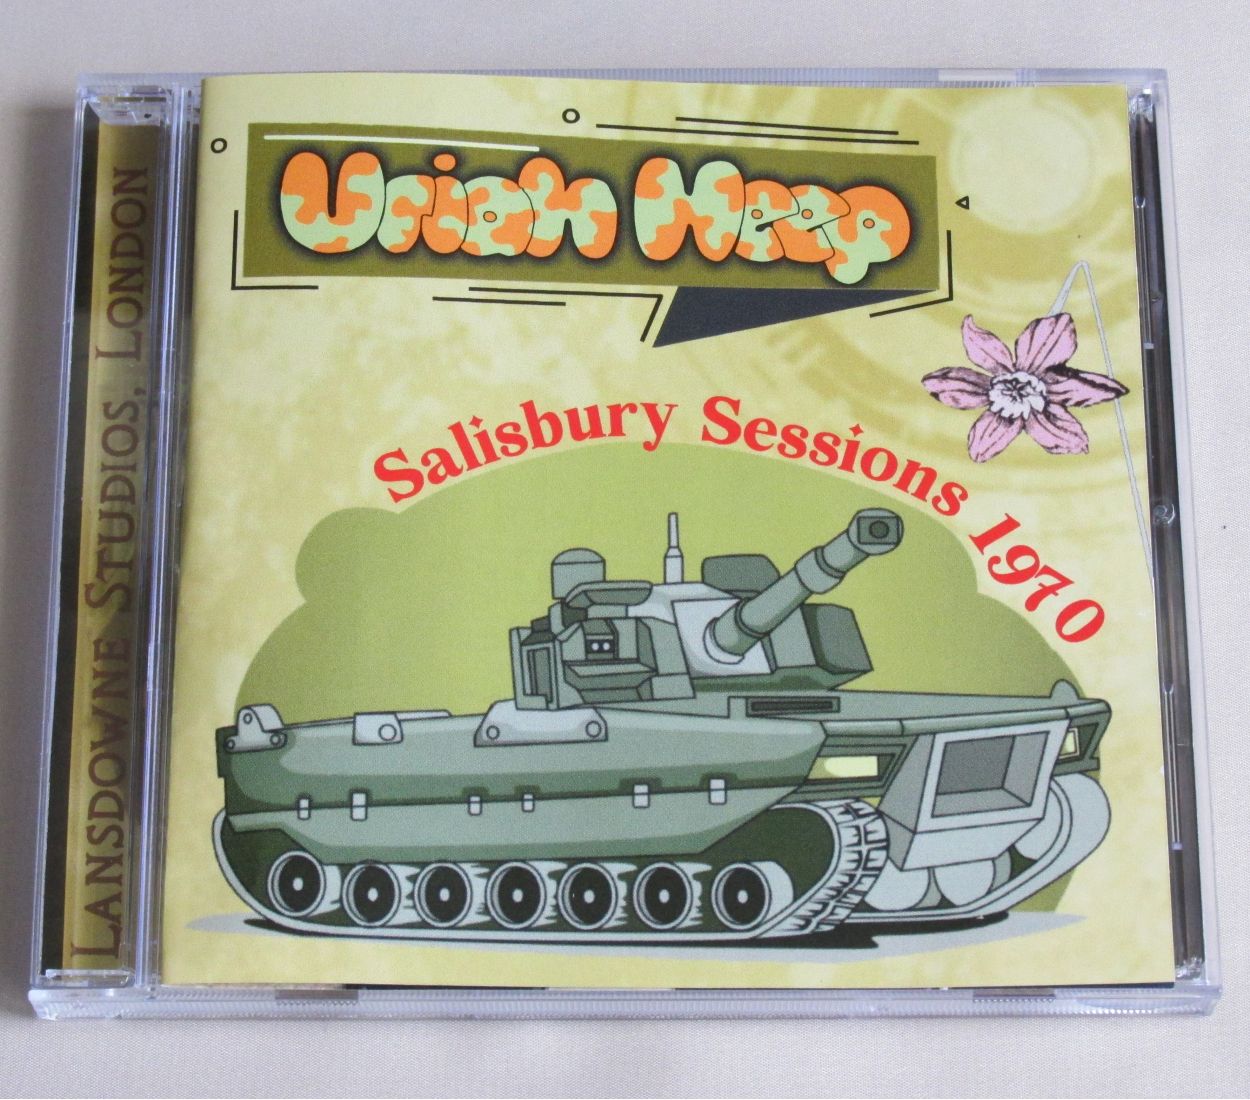 Uriah Heep
Salisbury Sessions 1970
LANSDOWNE STUDIOS, LONDON